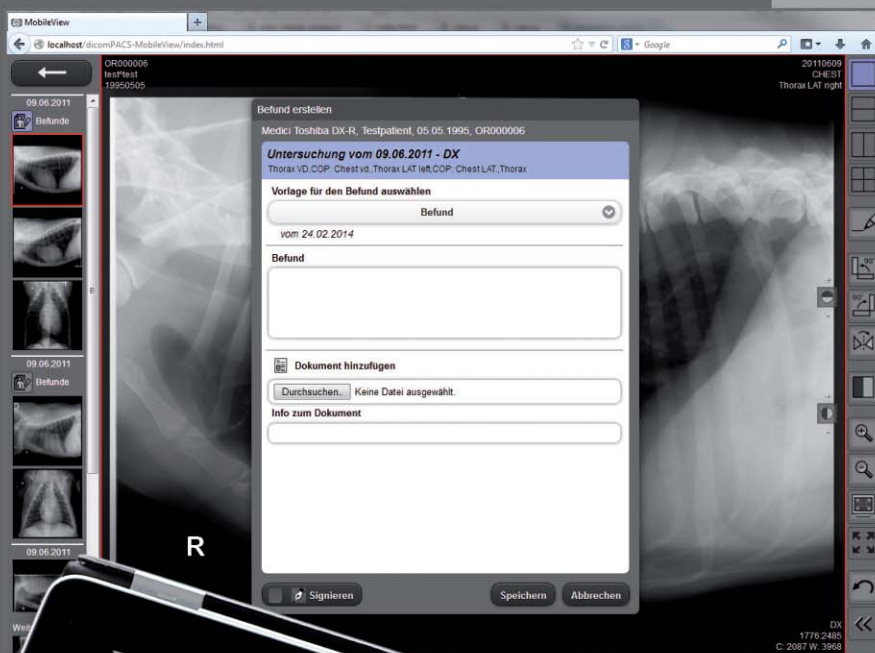 MobileView
localhost/dicomPACS-MobileView/index.html
Google
OR000006
test^test
19950505
20110609
CHEST
Thorax LAT right
09.06.2011
Befunde
09.06.2011
Befunde
09.06.2011
Befund erstellen
Medici Toshiba DX-R, Testpatient, 05.05.1995, OR000006
Untersuchung vom 09.06.2011 - DX
Thorax VD,COP: Chest vd.,Thorax LAT left,COP: Chest LAT.,Thorax
Vorlage für den Befund auswählen
Befund
vom 24.02.2014
Befund
Dokument hinzufügen
Durchsuchen.. Keine Datei ausgewählt.
Info zum Dokument
Signieren
Speichern
Abbrechen
R
90°
90°
DX
1776:2485
C: 2087 W: 3968